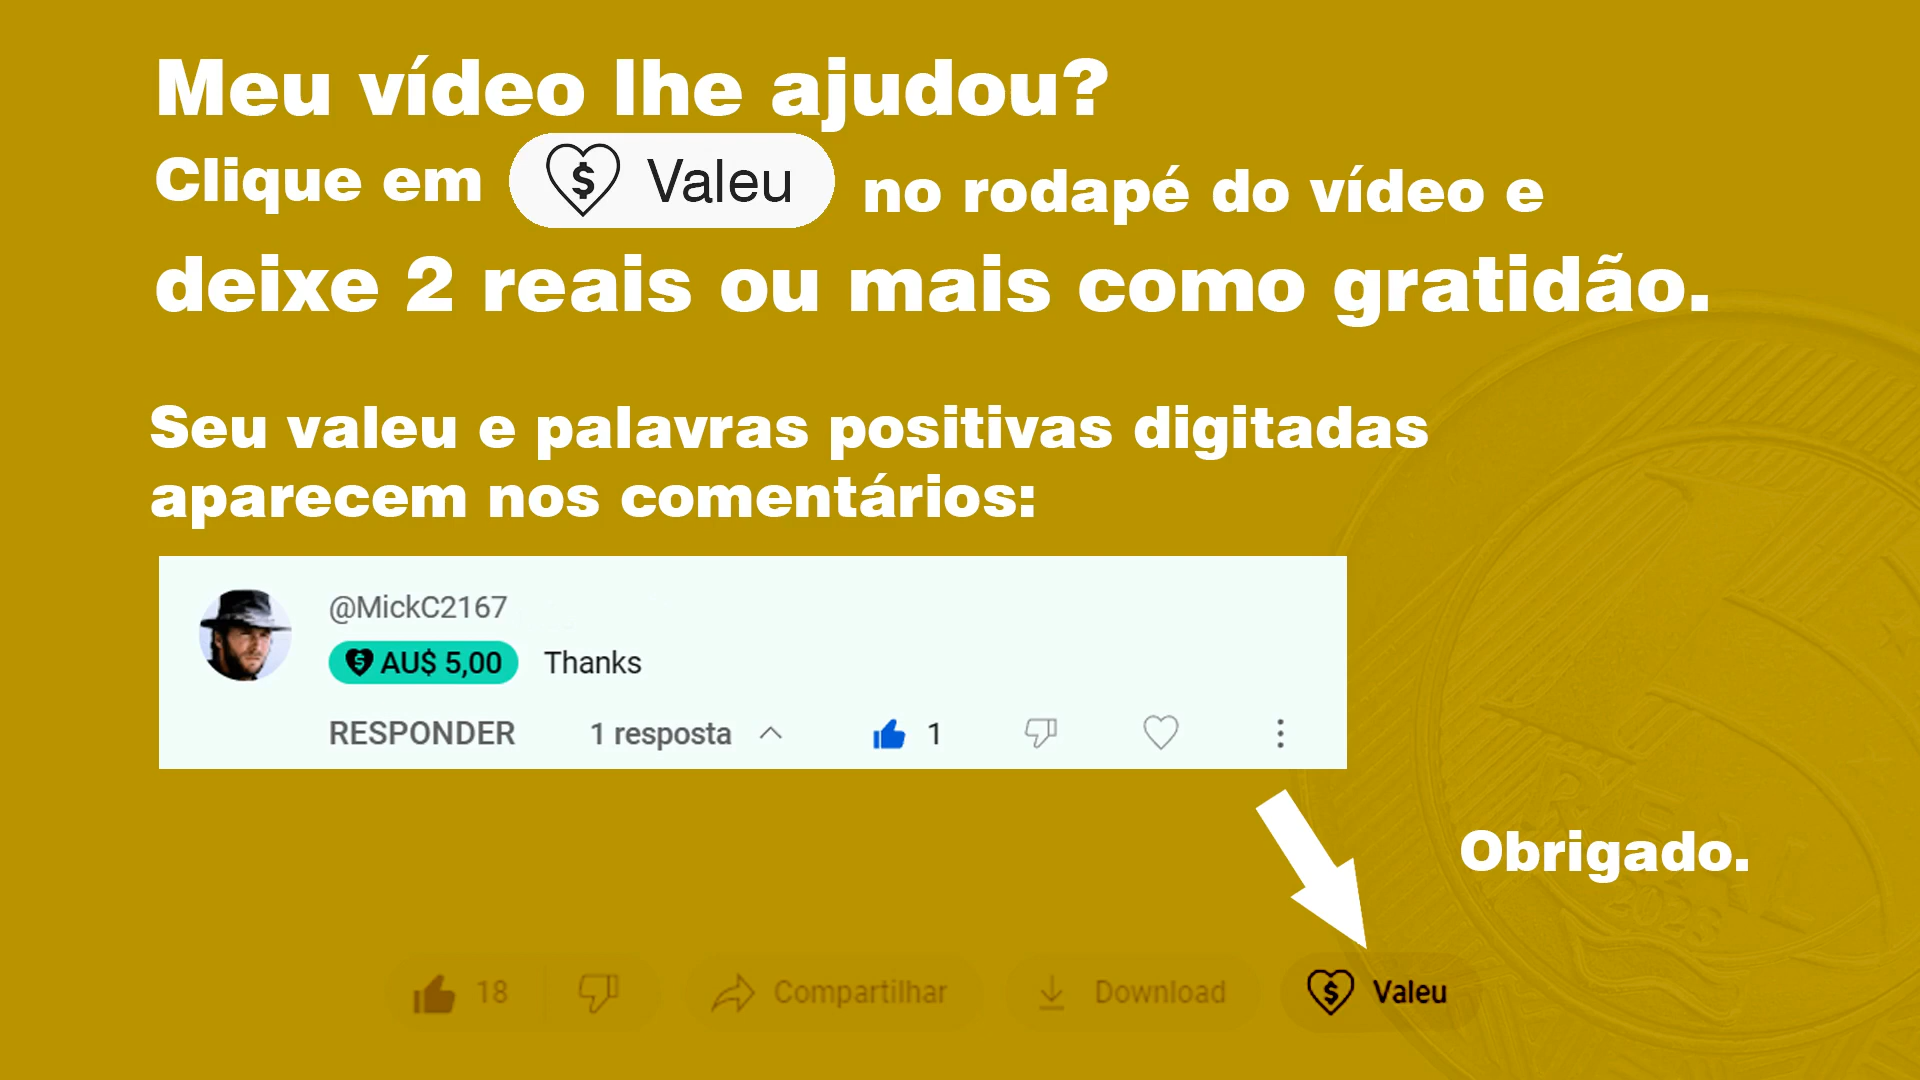 Meu vídeo lhe ajudou?
Clique em Valeu no rodapé do vídeo e
deixe 2 reais ou mais como gratidão.
Seu valeu e palavras positivas digitadas
aparecem nos comentários:
@MickC2167
AU$ 5,00 Thanks
RESPONDER 1 resposta 1
Obrigado.
REAL
18 Compartilhar Download Valeu